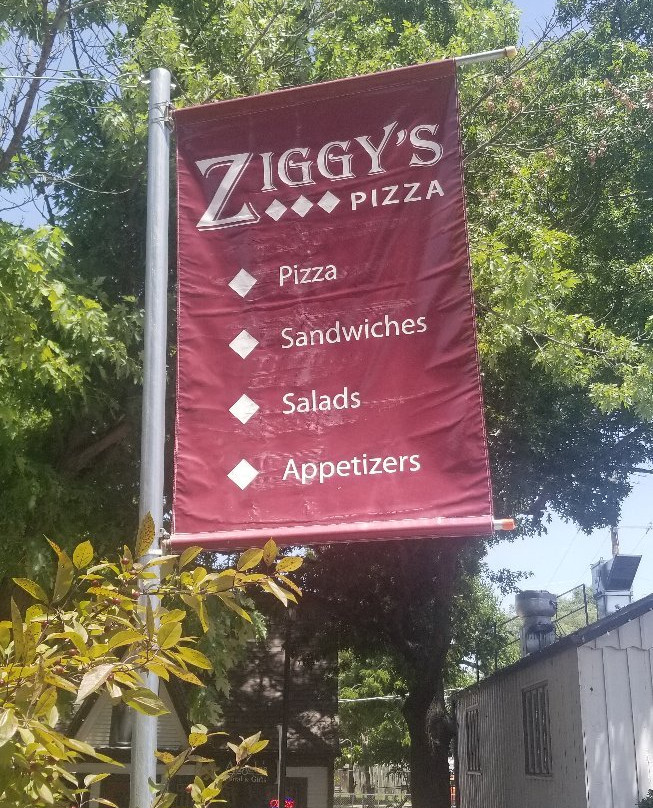 ZIGGY'S
PIZZA
Pizza
Sandwiches
Salads
Appetizers